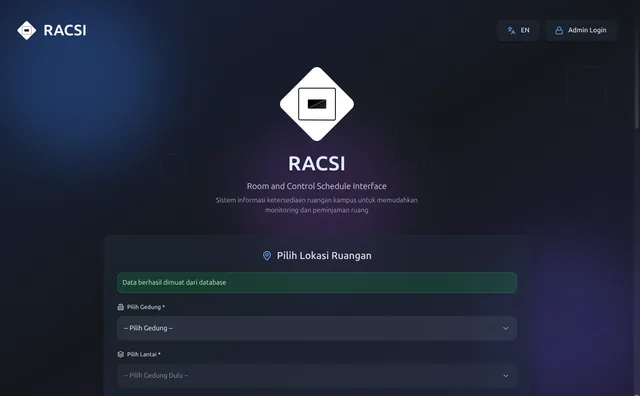 RACSI
EN
Admin Login
RACSI
Room and Control Schedule Interface
Sistem informasi ketersediaan ruangan kampus untuk memudahkan
monitoring dan peminjaman ruang
Pilih Lokasi Ruangan
Data berhasil dimuat dari database
Pilih Gedung *
-- Pilih Gedung --
Pilih Lantai *
-- Pilih Gedung Dulu --